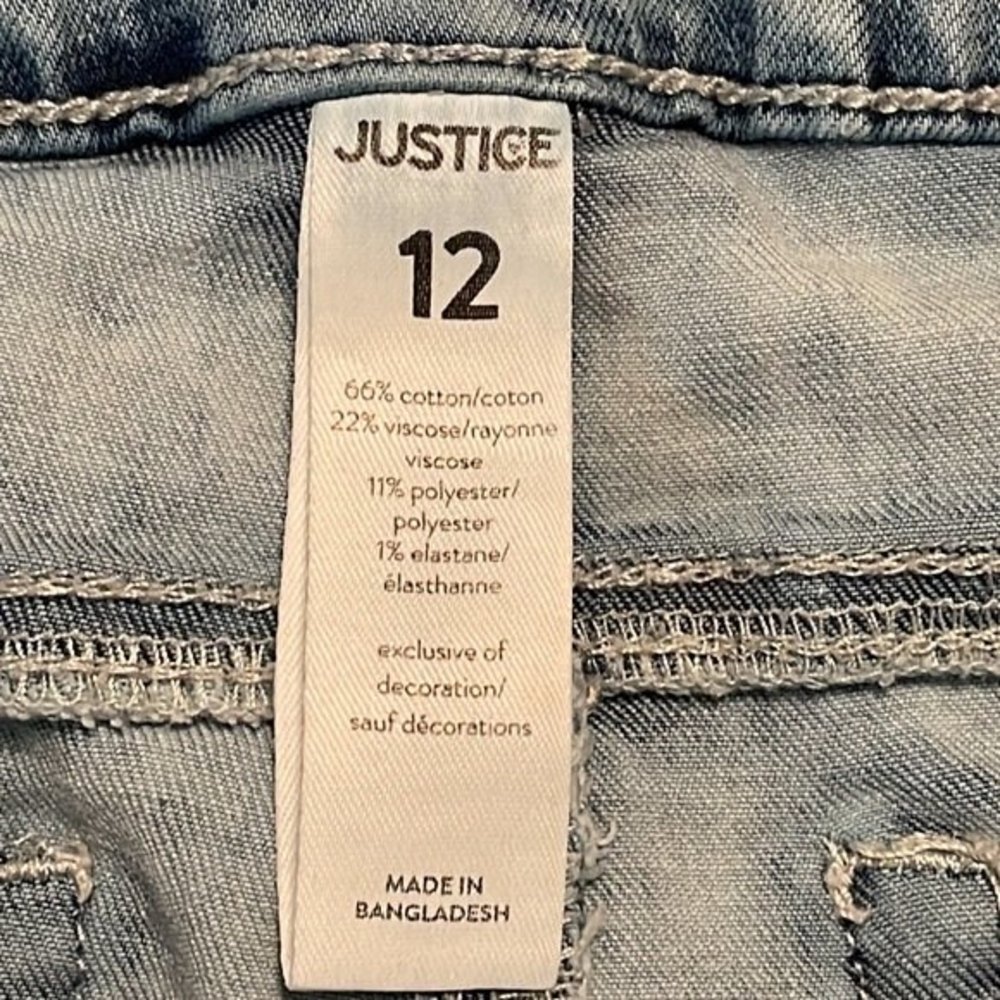 JUSTICE
12
66% cotton/coton
22% viscose/rayonne
viscose
11% polyester/
polyester
1% elastane/
élasthanne
exclusive of
decoration/
sauf décorations
MADE IN
BANGLADESH